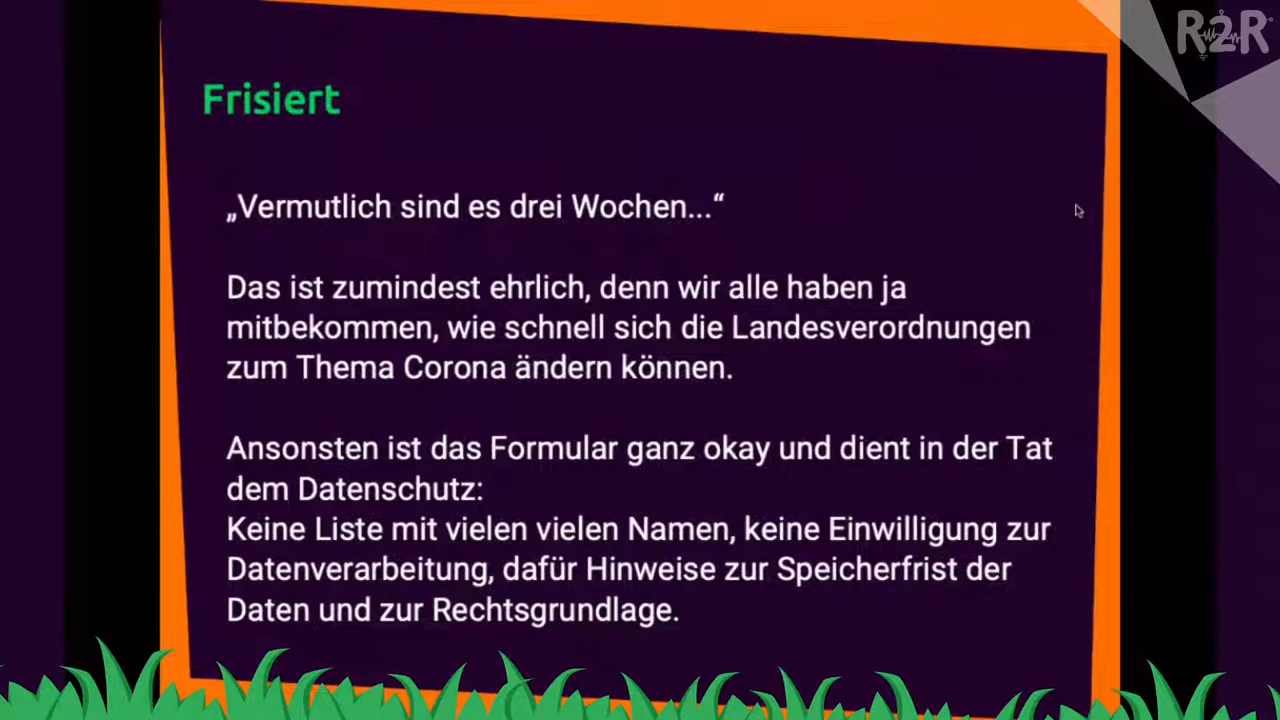 R2R
Frisiert
„Vermutlich sind es drei Wochen...“
Das ist zumindest ehrlich, denn wir alle haben ja
mitbekommen, wie schnell sich die Landesverordnungen
zum Thema Corona ändern können.
Ansonsten ist das Formular ganz okay und dient in der Tat
dem Datenschutz:
Keine Liste mit vielen vielen Namen, keine Einwilligung zur
Datenverarbeitung, dafür Hinweise zur Speicherfrist der
Daten und zur Rechtsgrundlage.